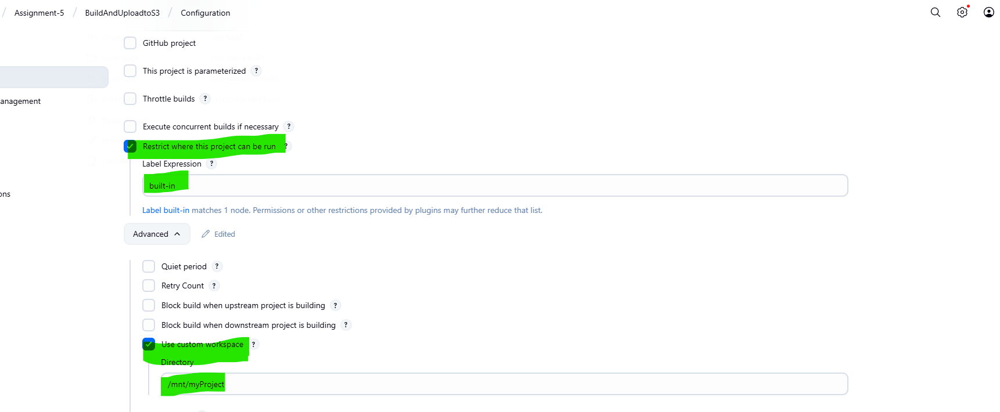 / Assignment-5 / BuildAndUploadtoS3 / Configuration
GitHub project
This project is parameterized ?
anagement
Throttle builds ?
Execute concurrent builds if necessary ?
Restrict where this project can be run ?
Label Expression ?
built-in
ons
Label built-in matches 1 node. Permissions or other restrictions provided by plugins may further reduce that list.
Advanced Edited
Quiet period ?
Retry Count ?
Block build when upstream project is building ?
Block build when downstream project is building ?
Use custom workspace ?
Directory
/mnt/myProject